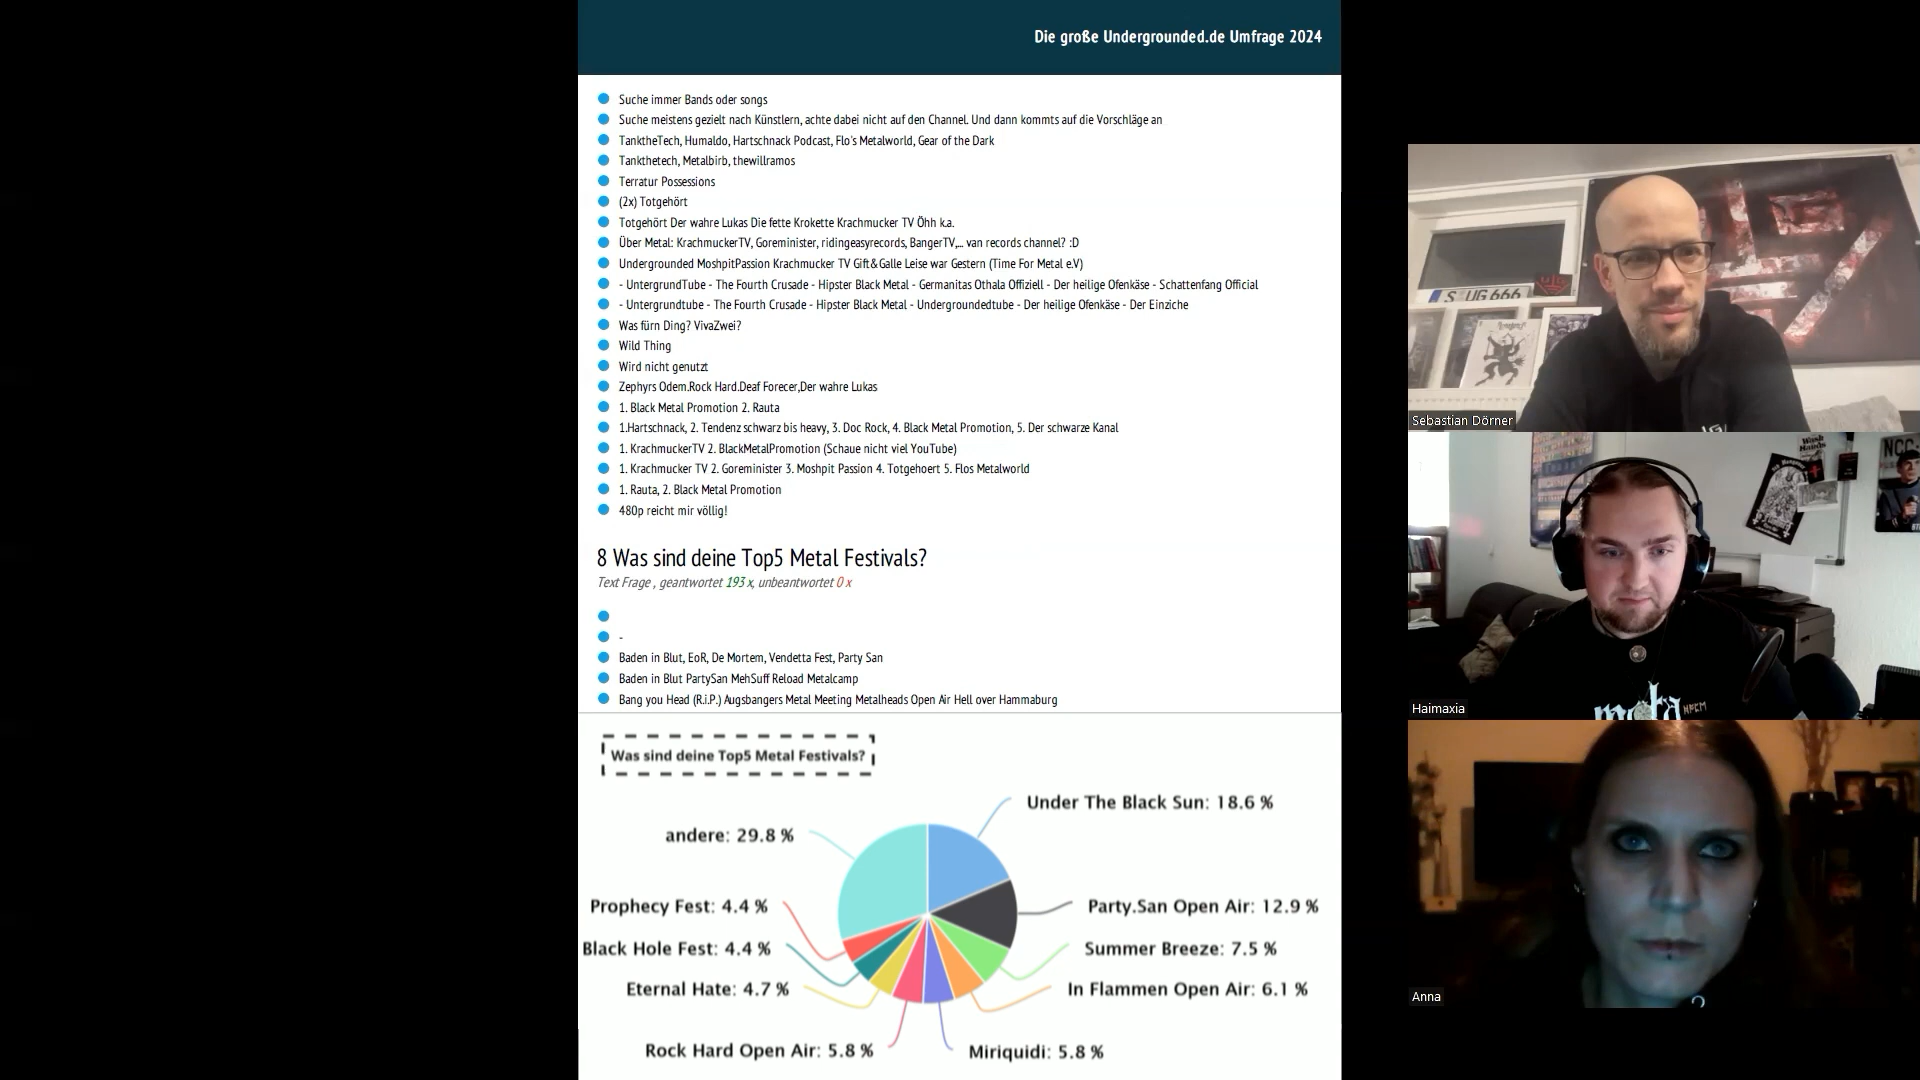 Die große Undergrounded.de Umfrage 2024
Suche immer Bands oder songs
Suche meistens gezielt nach Künstlern, achte dabei nicht auf den Channel. Und dann kommts auf die Vorschläge an
TanktheTech, Humaldo, Hartschnack Podcast, Flo's Metalworld, Gear of the Dark
Tankthetech, Metalbirb, thewillramos
Terratur Possessions
(2x) Totgehört
Totgehört Der wahre Lukas Die fette Krokette Krachmucker TV Öhh k.a.
Über Metal: KrachmuckerTV, Goreminister, ridingeasyrecords, BangerTV,... van records channel? :D
Undergrounded MoshpitPassion Krachmucker TV Gift&Galle Leise war Gestern (Time For Metal e.V)
- UntergrundTube - The Fourth Crusade - Hipster Black Metal - Germanitas Othala Offiziell - Der heilige Ofenkäse - Schattenfang Official
- Untergrundtube - The Fourth Crusade - Hipster Black Metal - Undergroundedtube - Der heilige Ofenkäse - Der Einziche
Was fürn Ding? VivaZwei?
Wild Thing
Wird nicht genutzt
Zephyrs Odem.Rock Hard.Deaf Forecer,Der wahre Lukas
1. Black Metal Promotion 2. Rauta
1.Hartschnack, 2. Tendenz schwarz bis heavy, 3. Doc Rock, 4. Black Metal Promotion, 5. Der schwarze Kanal
1. KrachmuckerTV 2. BlackMetalPromotion (Schaue nicht viel YouTube)
1. Krachmucker TV 2. Goreminister 3. Moshpit Passion 4. Totgehoert 5. Flos Metalworld
1. Rauta, 2. Black Metal Promotion
480p reicht mir völlig!
8 Was sind deine Top5 Metal Festivals?
Text Frage , geantwortet 193 x, unbeantwortet 0 x
-
Baden in Blut, EoR, De Mortem, Vendetta Fest, Party San
Baden in Blut PartySan MehSuff Reload Metalcamp
Bang you Head (R.i.P.) Augsbangers Metal Meeting Metalheads Open Air Hell over Hammaburg
Was sind deine Top5 Metal Festivals?
Under The Black Sun: 18.6 %
andere: 29.8 %
Prophecy Fest: 4.4 %
Party.San Open Air: 12.9 %
Black Hole Fest: 4.4 %
Summer Breeze: 7.5 %
Eternal Hate: 4.7 %
In Flammen Open Air: 6.1 %
Rock Hard Open Air: 5.8 %
Miriquidi: 5.8 %
S UG 666
Sebastian Dörner
NCC
Haimaxia
Anna